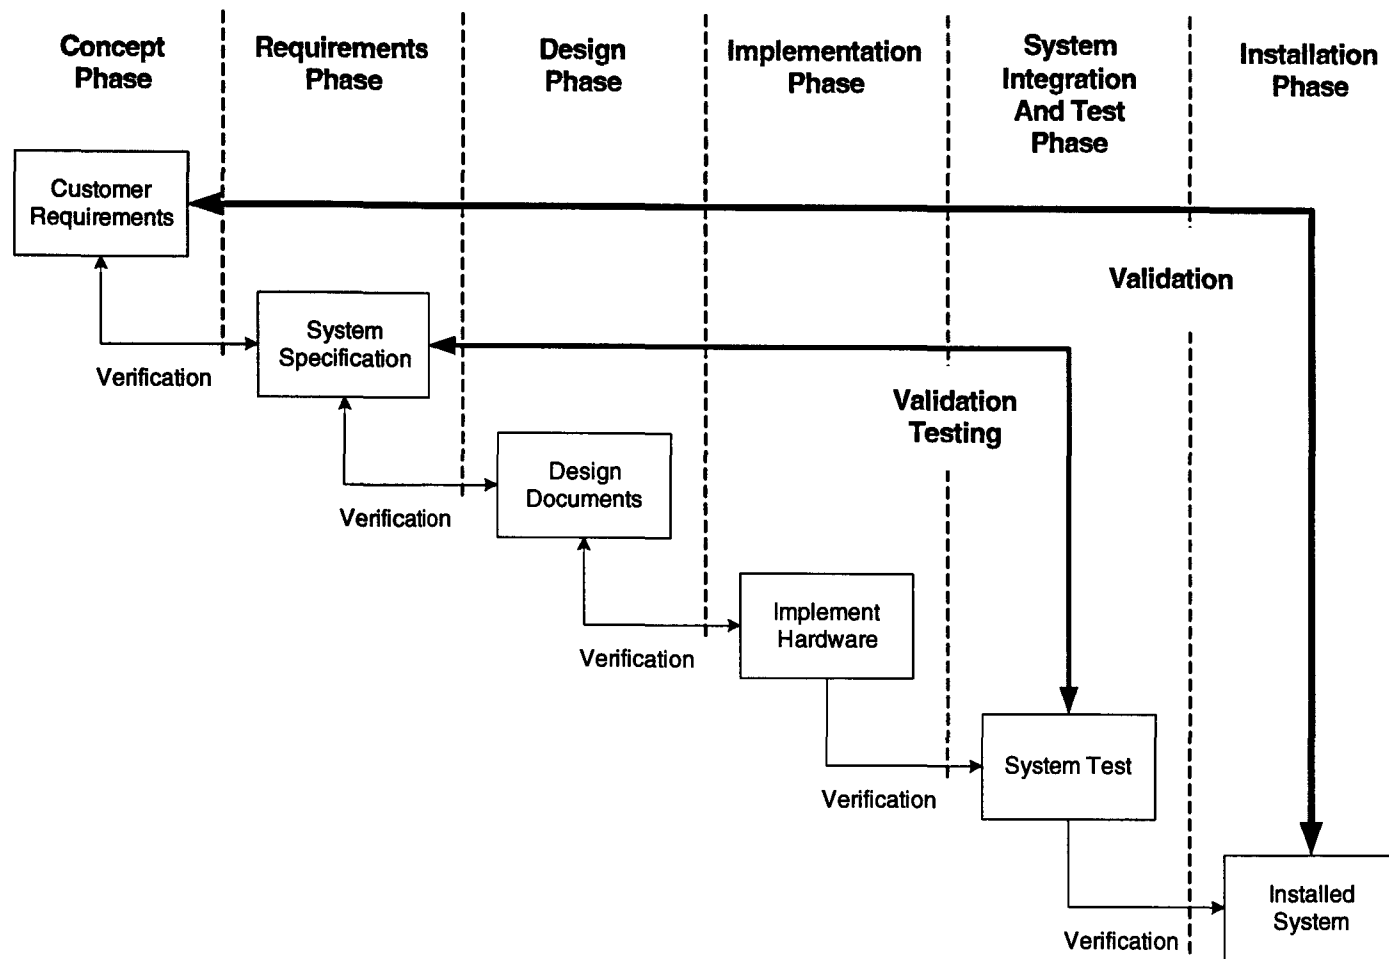 Concept
Phase
Requirements
Phase
Design
Phase
Implementation
Phase
System
Integration
And Test
Phase
Installation
Phase
Customer
Requirements
Validation
System
Specification
Verification
Validation
Testing
Design
Documents
Verification
Implement
Hardware
Verification
System Test
Verification
Installed
System
Verification